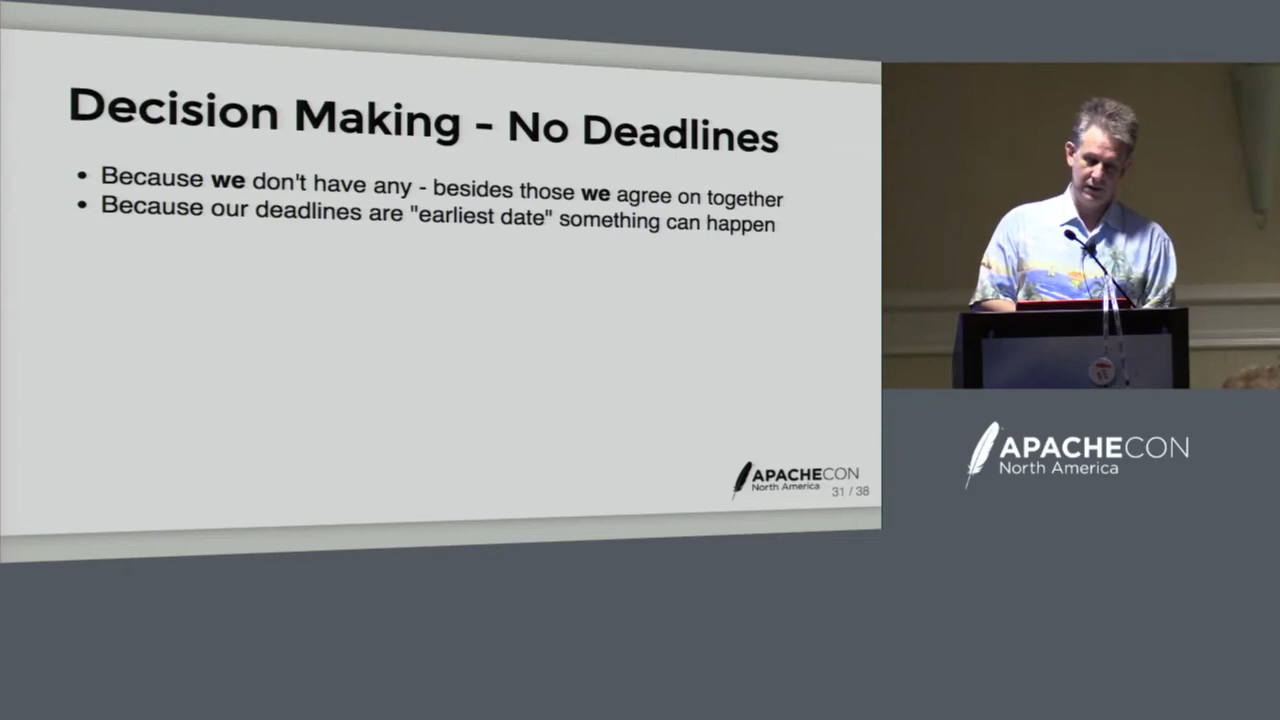 Decision Making - No Deadlines
• Because we don't have any - besides those we agree on together
• Because our deadlines are "earliest date" something can happen
APACHECON
North America
31 / 38
APACHECON
North America